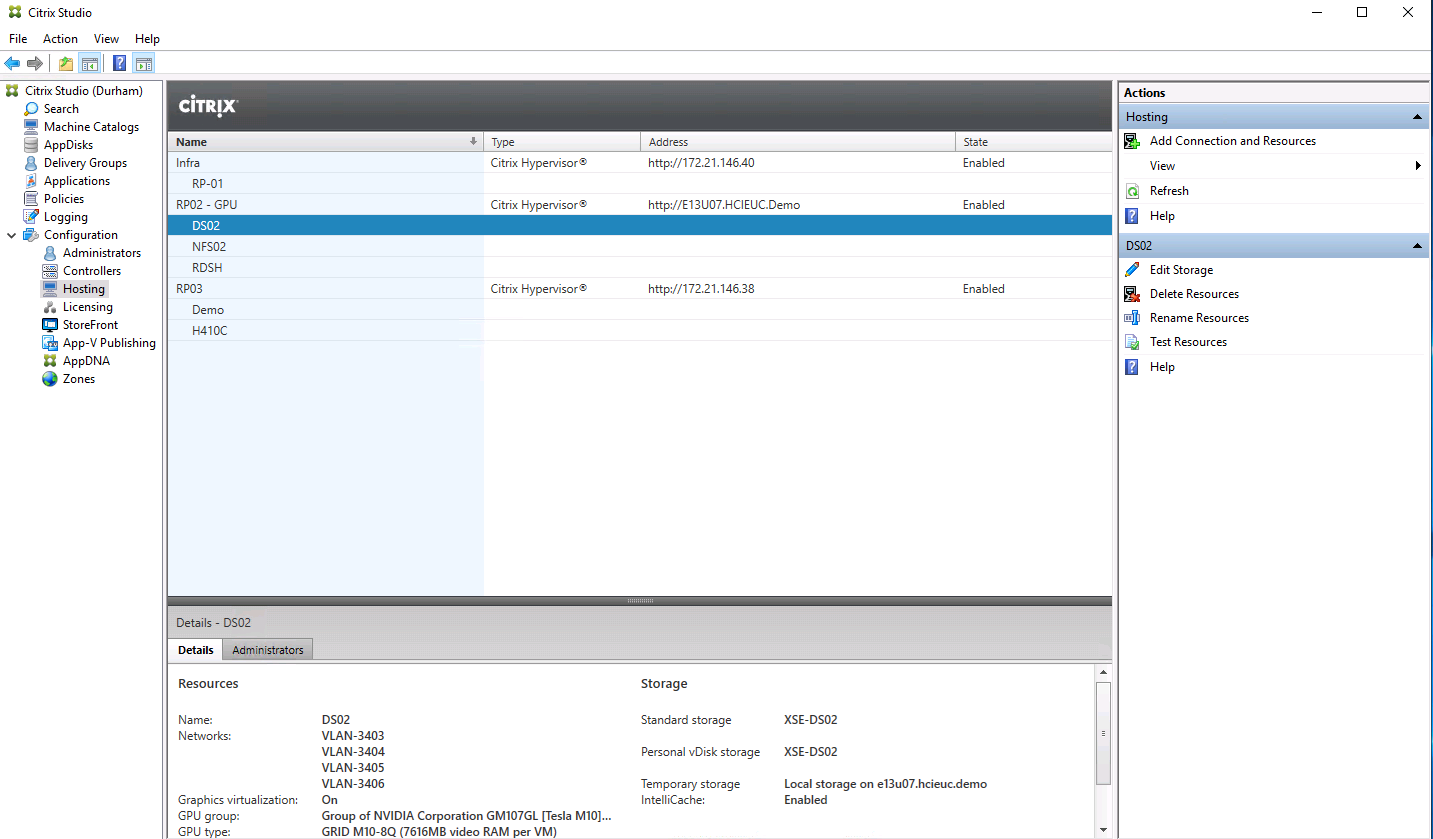 Citrix Studio
File Action View Help
Citrix Studio (Durham)
Search
Machine Catalogs
AppDisks
Delivery Groups
Applications
Policies
Logging
Configuration
Administrators
Controllers
Hosting
Licensing
StoreFront
App-V Publishing
AppDNA
Zones
CİTRIX
Name Type Address State
Infra Citrix Hypervisor® http://172.21.146.40 Enabled
RP-01
RP02 - GPU Citrix Hypervisor® http://E13U07.HCIEUC.Demo Enabled
DS02
NFS02
RDSH
RP03 Citrix Hypervisor® http://172.21.146.38 Enabled
Demo
H410C
Details - DS02
Details Administrators
Resources
Name: DS02
Networks: VLAN-3403
VLAN-3404
VLAN-3405
VLAN-3406
Graphics virtualization: On
GPU group: Group of NVIDIA Corporation GM107GL [Tesla M10]...
GPU type: GRID M10-8Q (7616MB video RAM per VM)
Storage
Standard storage XSE-DS02
Personal vDisk storage XSE-DS02
Temporary storage Local storage on e13u07.hcieuc.demo
IntelliCache: Enabled
Actions
Hosting
Add Connection and Resources
View
Refresh
Help
DS02
Edit Storage
Delete Resources
Rename Resources
Test Resources
Help